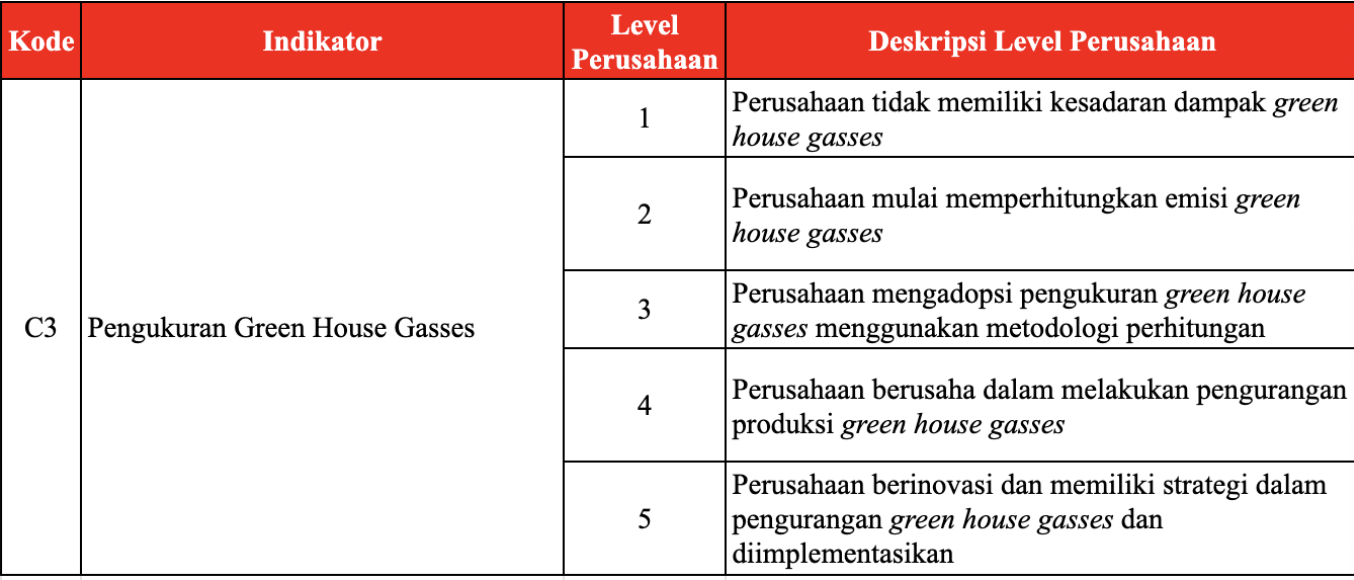 Kode
Indikator
Level
Perusahaan
Deskripsi Level Perusahaan
C3
Pengukuran Green House Gasses
1
Perusahaan tidak memiliki kesadaran dampak green
house gasses
2
Perusahaan mulai memperhitungkan emisi green
house gasses
3
Perusahaan mengadopsi pengukuran green house
gasses menggunakan metodologi perhitungan
4
Perusahaan berusaha dalam melakukan pengurangan
produksi green house gasses
5
Perusahaan berinovasi dan memiliki strategi dalam
pengurangan green house gasses dan
diimplementasikan